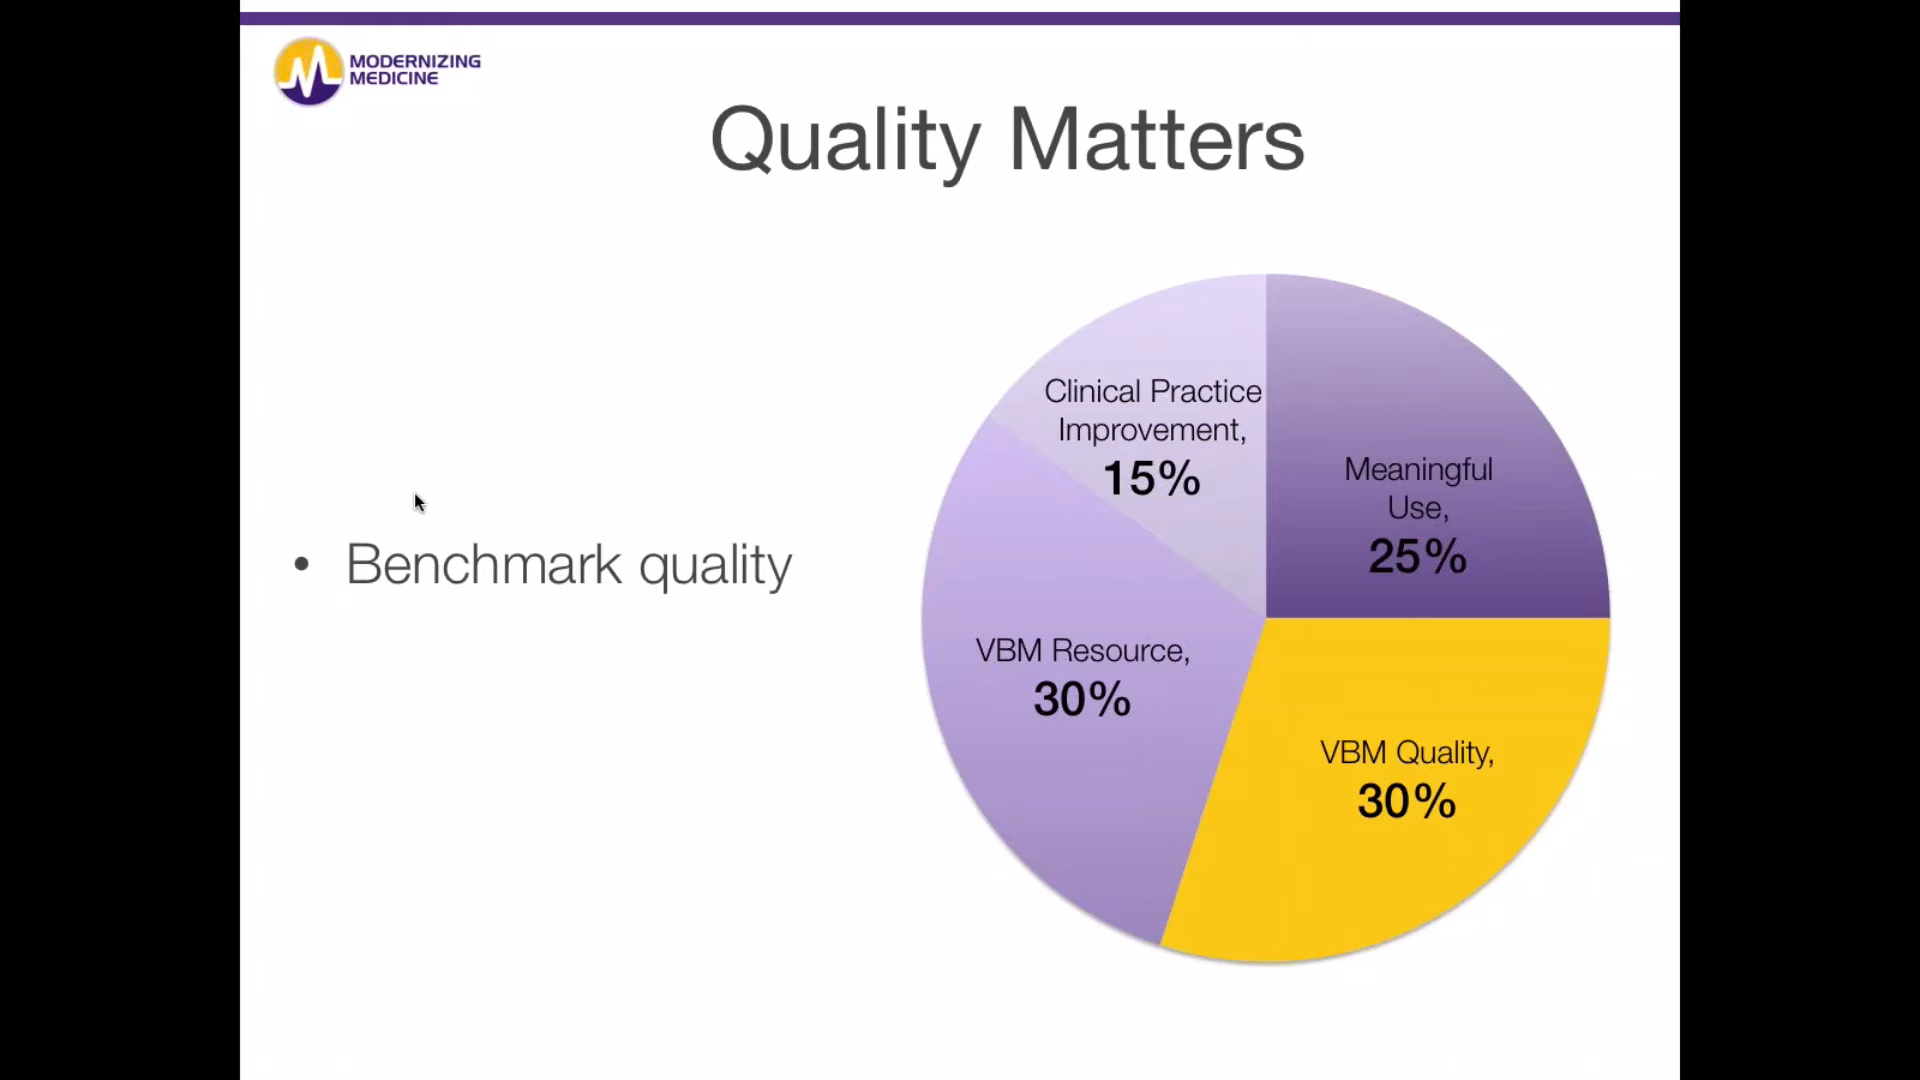 MODERNIZING
MEDICINE
Quality Matters
• Benchmark quality
Clinical Practice
Improvement,
15%
Meaningful
Use,
25%
VBM Resource,
30%
VBM Quality,
30%